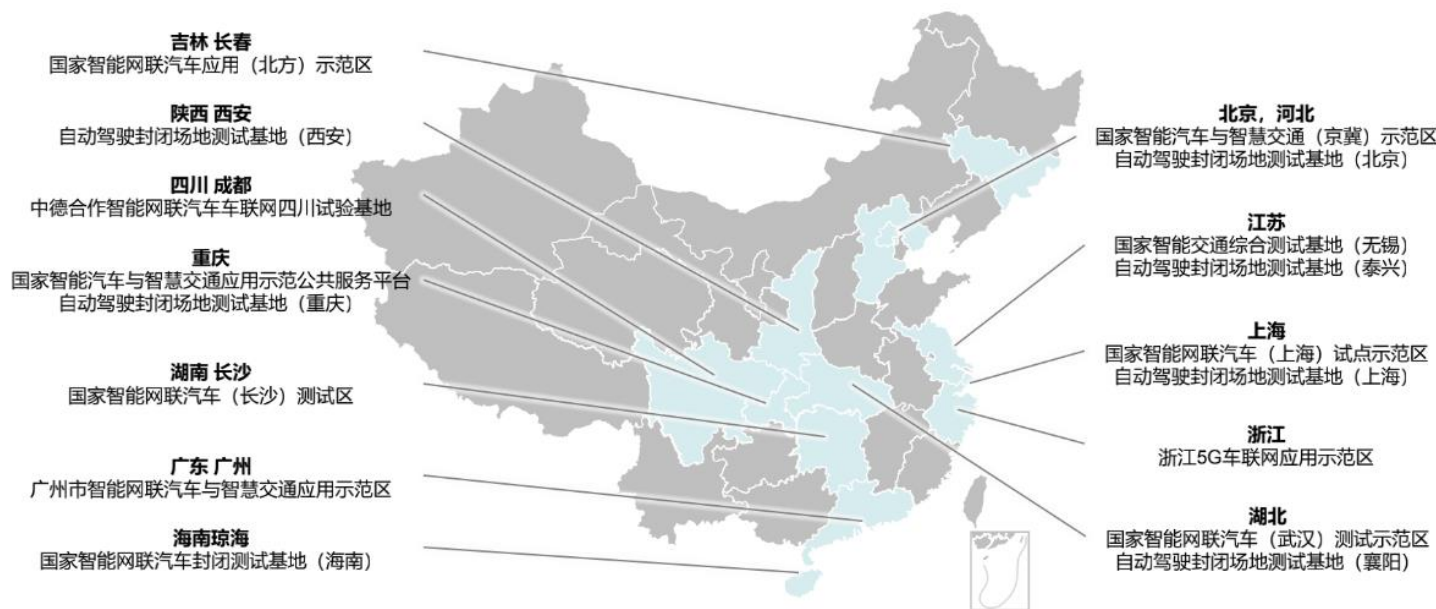 吉林 长春
国家智能网联汽车应用（北方）示范区
陕西 西安
自动驾驶封闭场地测试基地（西安）
四川 成都
中德合作智能网联汽车车联网四川试验基地
重庆
国家智能汽车与智慧交通应用示范公共服务平台
自动驾驶封闭场地测试基地（重庆）
湖南 长沙
国家智能网联汽车（长沙）测试区
广东 广州
广州市智能网联汽车与智慧交通应用示范区
海南琼海
国家智能网联汽车封闭测试基地（海南）
北京，河北
国家智能汽车与智慧交通（京冀）示范区
自动驾驶封闭场地测试基地（北京）
江苏
国家智能交通综合测试基地（无锡）
自动驾驶封闭场地测试基地（泰兴）
上海
国家智能网联汽车（上海）试点示范区
自动驾驶封闭场地测试基地（上海）
浙江
浙江5G车联网应用示范区
湖北
国家智能网联汽车（武汉）测试示范区
自动驾驶封闭场地测试基地（襄阳）